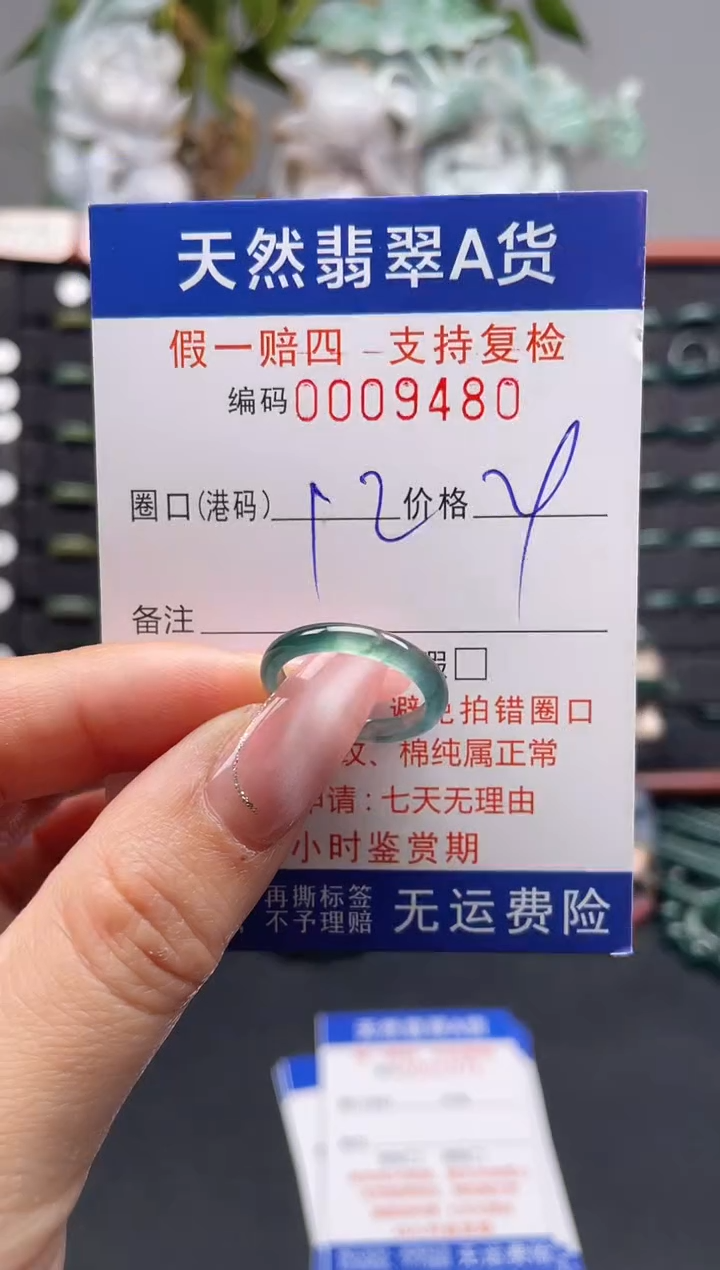 天然翡翠A货
假一赔四 支持复检
编码 0009480
圈口(港码) 12 价格
备注
避免拍错圈口
纹、棉纯属正常
申请：七天无理由
小时鉴赏期
再撕标签
不予理赔
无运费险